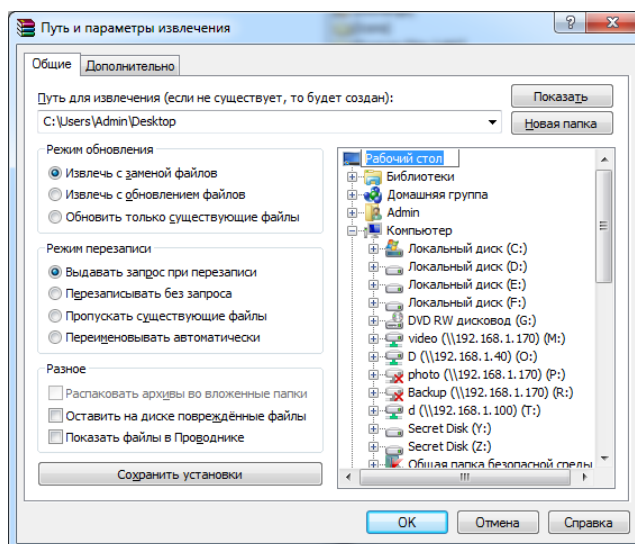 Путь и параметры извлечения
Общие
Дополнительно
Путь для извлечения (если не существует, то будет создан):
Показать
C:\Users\Admin\Desktop
Новая папка
Режим обновления
Извлечь с заменой файлов
Извлечь с обновлением файлов
Обновить только существующие файлы
Режим перезаписи
Выдавать запрос при перезаписи
Перезаписывать без запроса
Пропускать существующие файлы
Переименовывать автоматически
Разное
Распаковать архивы во вложенные папки
Оставить на диске повреждённые файлы
Показать файлы в Проводнике
Сохранить установки
Рабочий стол
Библиотеки
Домашняя группа
Admin
Компьютер
Локальный диск (C:)
Локальный диск (D:)
Локальный диск (E:)
Локальный диск (F:)
DVD RW дисковод (G:)
video (\\192.168.1.170) (M:)
D (\\192.168.1.40) (O:)
photo (\\192.168.1.170) (P:)
Backup (\\192.168.1.170) (R:)
d (\\192.168.1.100) (T:)
Secret Disk (Y:)
Secret Disk (Z:)
Общая папка безопасной среды
OK
Отмена
Справка